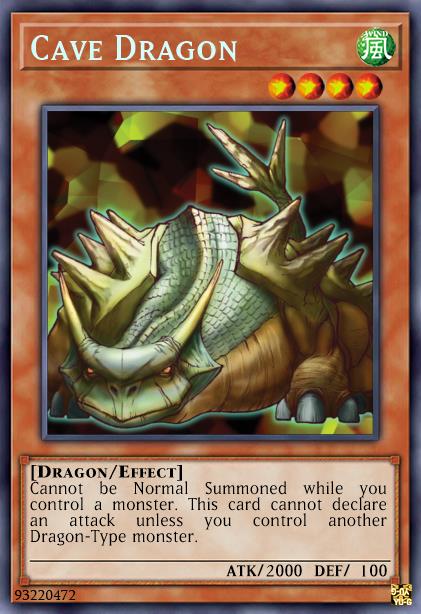 Cave Dragon
WIND
風
[Dragon/Effect]
Cannot be Normal Summoned while you
control a monster. This card cannot declare
an attack unless you control another
Dragon-Type monster.
ATK/2000 DEF/ 100
93220472